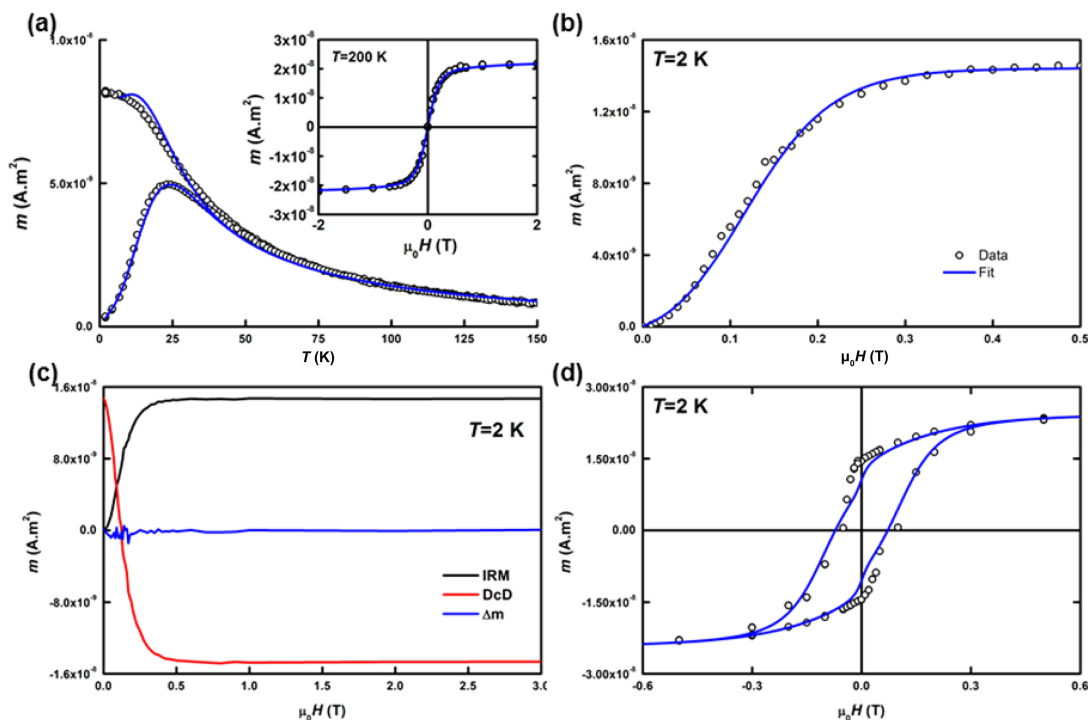 (a)
1.0x10⁻⁸
5.0x10⁻⁹
0.0
m (A.m²)
0 25 50 75 100 125 150
T (K)
T=200 K
3x10⁻⁸
2x10⁻⁸
1x10⁻⁸
0
-1x10⁻⁸
-2x10⁻⁸
-3x10⁻⁸
m (A.m²)
-2 0 2
μ₀H (T)
(b)
T=2 K
1.6x10⁻⁸
1.2x10⁻⁸
8.0x10⁻⁹
4.0x10⁻⁹
0.0
m (A.m²)
Data
Fit
0.0 0.1 0.2 0.3 0.4 0.5
μ₀H (T)
(c)
T=2 K
1.6x10⁻⁸
8.0x10⁻⁹
0.0
-8.0x10⁻⁹
-1.6x10⁻⁸
m (A.m²)
IRM
DcD
Δm
0.0 0.5 1.0 1.5 2.0 2.5 3.0
μ₀H (T)
(d)
T=2 K
3.00x10⁻⁸
1.50x10⁻⁸
0.00
-1.50x10⁻⁸
-3.00x10⁻⁸
m (A.m²)
-0.6 -0.3 0.0 0.3 0.6
μ₀H (T)